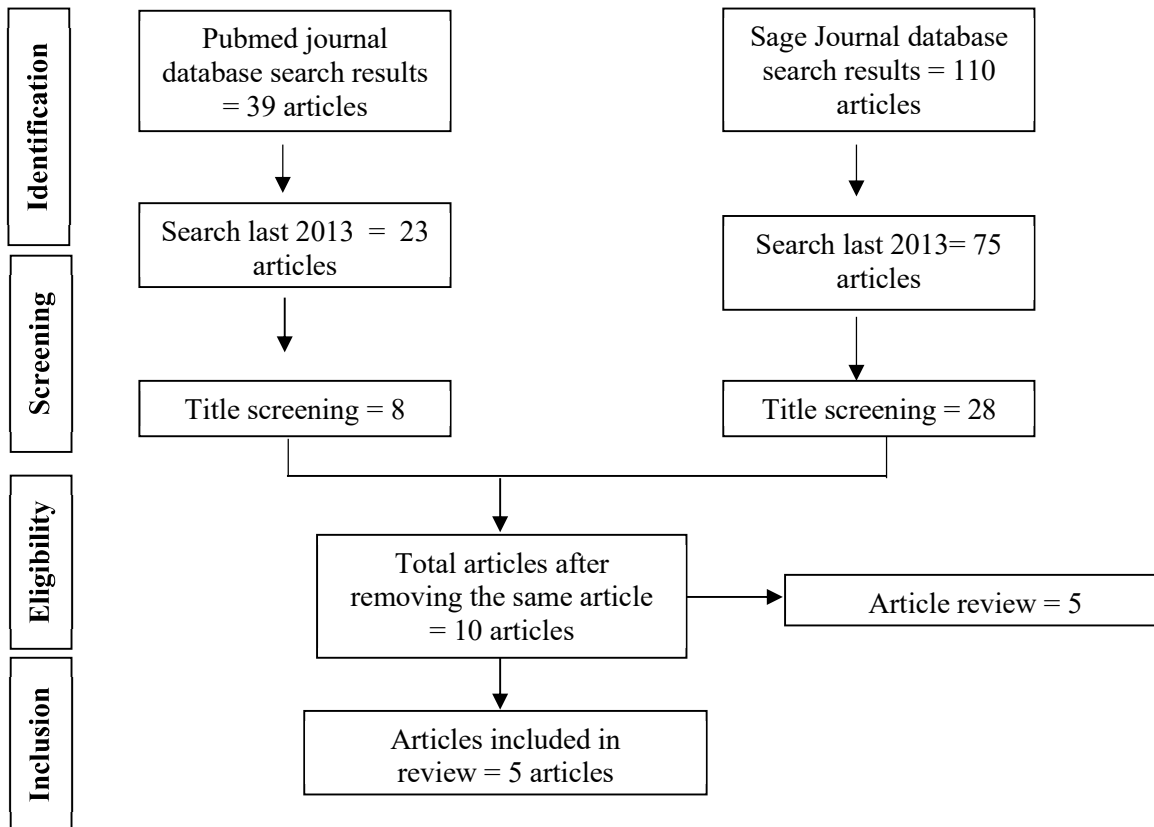 Identification
Pubmed journal
database search results
= 39 articles
Sage Journal database
search results = 110
articles
Search last 2013 = 23
articles
Search last 2013= 75
articles
Screening
Title screening = 8
Title screening = 28
Eligibility
Total articles after
removing the same article
= 10 articles
Article review = 5
Inclusion
Articles included in
review = 5 articles